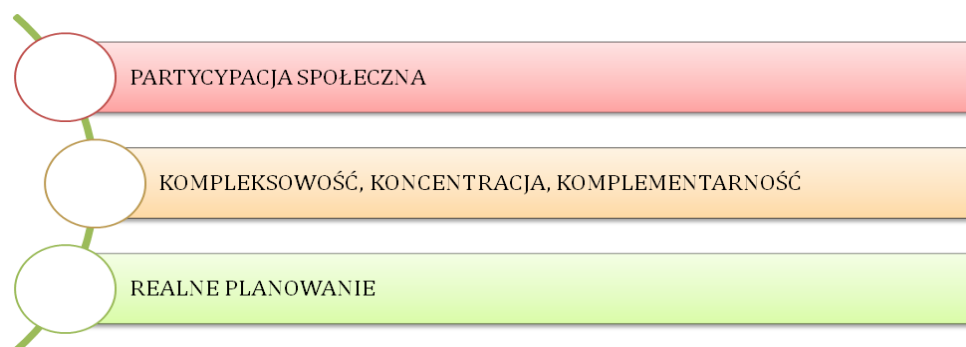 PARTYCYPACJA SPOŁECZNA
KOMPLEKSOWOŚĆ, KONCENTRACJA, KOMPLEMENTARNOŚĆ
REALNE PLANOWANIE